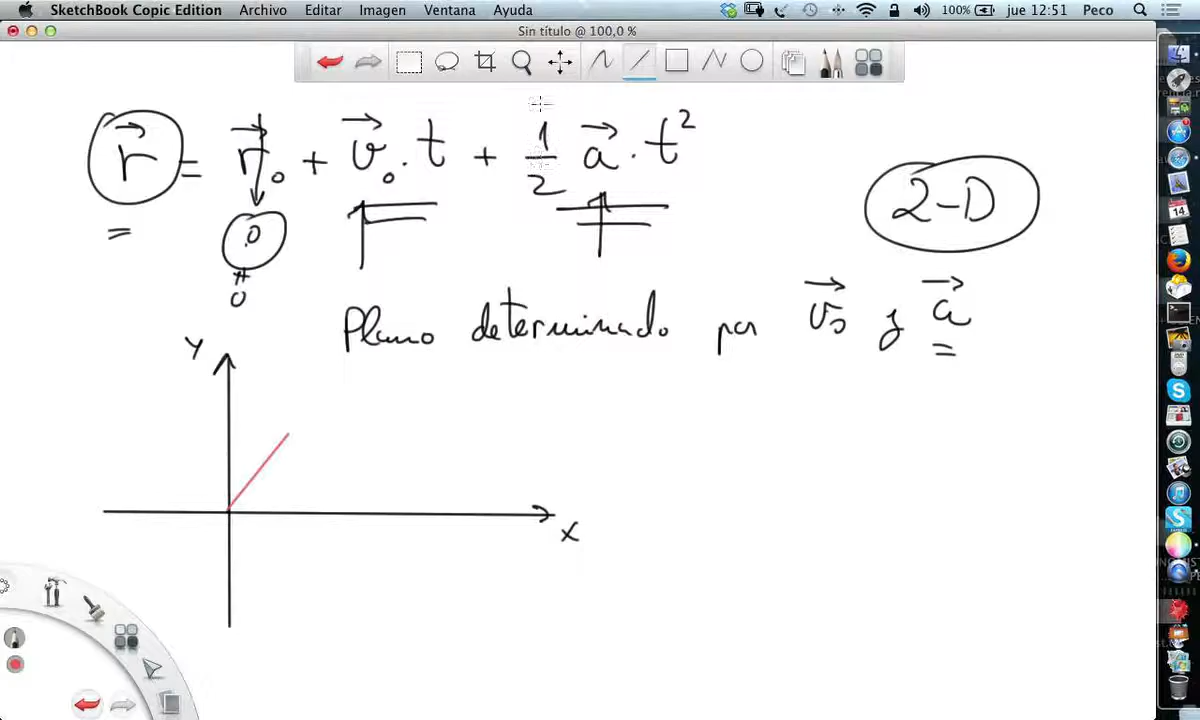 SketchBook Copic Edition Archivo Editar Imagen Ventana Ayuda 100% jue 12:51 Peco
Sin título @ 100,0 %
r⃗ = r⃗₀ + v⃗₀ . t + 1/2 a⃗ . t²
2-D
=
0
0
Plano determinado por v⃗₀ y a⃗
=
Y
X
14